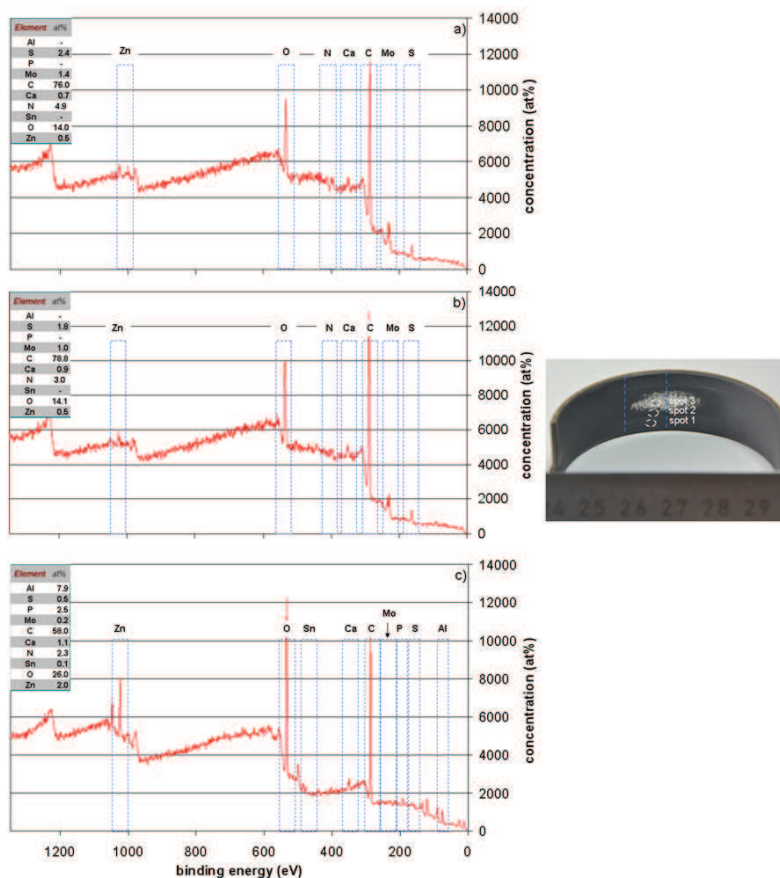 Element at%
Al -
S 2.4
P -
Mo 1.4
C 76.0
Ca 0.7
N 4.9
Sn -
O 14.0
Zn 0.5
a)
Zn O N Ca C Mo S
14000
12000
10000
8000
6000
4000
2000
0
concentration (at%)
Element at%
Al -
S 1.8
P -
Mo 1.0
C 78.8
Ca 0.9
N 3.0
Sn -
O 14.1
Zn 0.5
b)
Zn O N Ca C Mo S
14000
12000
10000
8000
6000
4000
2000
0
concentration (at%)
spot 3
spot 2
spot 1
4 25 26 27 28 29
Element at%
Al 7.9
S 0.5
P 2.5
Mo 0.2
C 58.0
Ca 1.1
N 2.3
Sn 0.1
O 26.0
Zn 2.0
c)
Mo
Zn O Sn Ca C P S Al
14000
12000
10000
8000
6000
4000
2000
0
concentration (at%)
1200 1000 800 600 400 200 0
binding energy (eV)